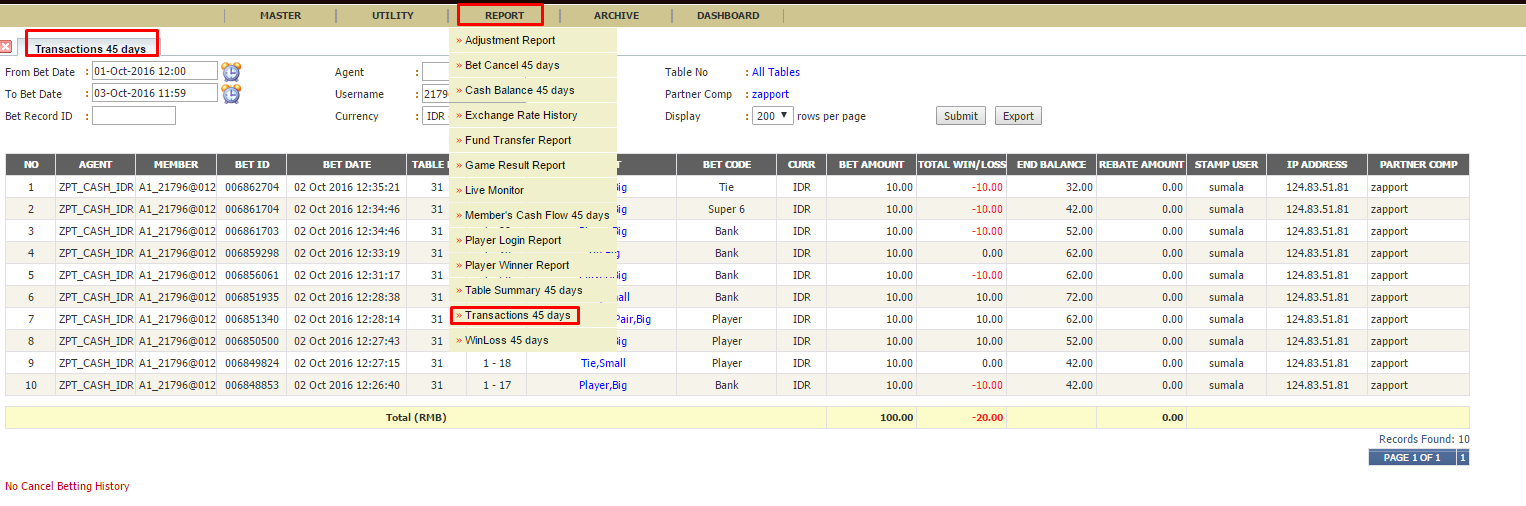 MASTER UTILITY REPORT ARCHIVE DASHBOARD
Transactions 45 days
From Bet Date : 01-Oct-2016 12:00 Agent : Table No : All Tables
To Bet Date : 03-Oct-2016 11:59 Username : 2179 Partner Comp : zapport
Bet Record ID : Currency : IDR Display : 200 rows per page Submit Export
» Adjustment Report
» Bet Cancel 45 days
» Cash Balance 45 days
» Exchange Rate History
» Fund Transfer Report
» Game Result Report
» Live Monitor
» Member's Cash Flow 45 days
» Player Login Report
» Player Winner Report
» Table Summary 45 days
» Transactions 45 days
» WinLoss 45 days
NO AGENT MEMBER BET ID BET DATE TABLE BET CODE CURR BET AMOUNT TOTAL WIN/LOSS END BALANCE REBATE AMOUNT STAMP USER IP ADDRESS PARTNER COMP
1 ZPT_CASH_IDR A1_21796@012 006862704 02 Oct 2016 12:35:21 31 Big Tie IDR 10.00 -10.00 32.00 0.00 sumala 124.83.51.81 zapport
2 ZPT_CASH_IDR A1_21796@012 006861704 02 Oct 2016 12:34:46 31 Big Super 6 IDR 10.00 -10.00 42.00 0.00 sumala 124.83.51.81 zapport
3 ZPT_CASH_IDR A1_21796@012 006861703 02 Oct 2016 12:34:46 31 Big Bank IDR 10.00 -10.00 52.00 0.00 sumala 124.83.51.81 zapport
4 ZPT_CASH_IDR A1_21796@012 006859298 02 Oct 2016 12:33:19 31 Big Bank IDR 10.00 0.00 62.00 0.00 sumala 124.83.51.81 zapport
5 ZPT_CASH_IDR A1_21796@012 006856061 02 Oct 2016 12:31:17 31 Big Bank IDR 10.00 -10.00 62.00 0.00 sumala 124.83.51.81 zapport
6 ZPT_CASH_IDR A1_21796@012 006851935 02 Oct 2016 12:28:38 31 Bank IDR 10.00 10.00 72.00 0.00 sumala 124.83.51.81 zapport
7 ZPT_CASH_IDR A1_21796@012 006851340 02 Oct 2016 12:28:14 31 Pair,Big Player IDR 10.00 10.00 62.00 0.00 sumala 124.83.51.81 zapport
8 ZPT_CASH_IDR A1_21796@012 006850500 02 Oct 2016 12:27:43 31 Big Player IDR 10.00 10.00 52.00 0.00 sumala 124.83.51.81 zapport
9 ZPT_CASH_IDR A1_21796@012 006849824 02 Oct 2016 12:27:15 31 1 - 18 Tie,Small Player IDR 10.00 0.00 42.00 0.00 sumala 124.83.51.81 zapport
10 ZPT_CASH_IDR A1_21796@012 006848853 02 Oct 2016 12:26:40 31 1 - 17 Player,Big Bank IDR 10.00 -10.00 42.00 0.00 sumala 124.83.51.81 zapport
Total (RMB) 100.00 -20.00 0.00
Records Found: 10
PAGE 1 OF 1 1
No Cancel Betting History